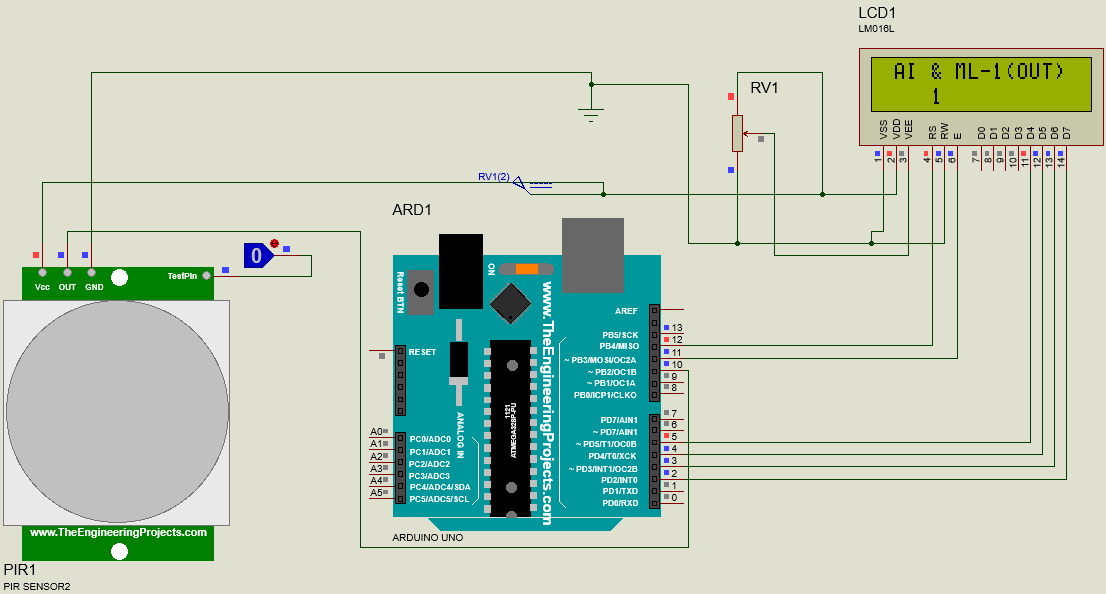 LCD1
LM016L
AI & ML-1(OUT)
1
VSS
VDD
VEE
RS
RW
E
D0
D1
D2
D3
D4
D5
D6
D7
1
2
3
4
5
6
7
8
9
10
11
12
13
14
RV1
RV1(2)
ARD1
0
Vcc
OUT
GND
TestPin
www.TheEngineeringProjects.com
PIR1
PIR SENSOR2
Reset BTN
ON
www.TheEngineeringProjects.com
RESET
ANALOG IN
1121
ATMEGA328P-PU
A0
A1
A2
A3
A4
A5
PC0/ADC0
PC1/ADC1
PC2/ADC2
PC3/ADC3
PC4/ADC4/SDA
PC5/ADC5/SCL
AREF
PB5/SCK
PB4/MISO
~ PB3/MOSI/OC2A
~ PB2/OC1B
~ PB1/OC1A
PB0/ICP1/CLKO
13
12
11
10
9
8
PD7/AIN1
~ PD7/AIN1
~ PD5/T1/OC0B
PD4/T0/XCK
~ PD3/INT1/OC2B
PD2/INT0
PD1/TXD
PD0/RXD
7
6
5
4
3
2
1
0
ARDUINO UNO